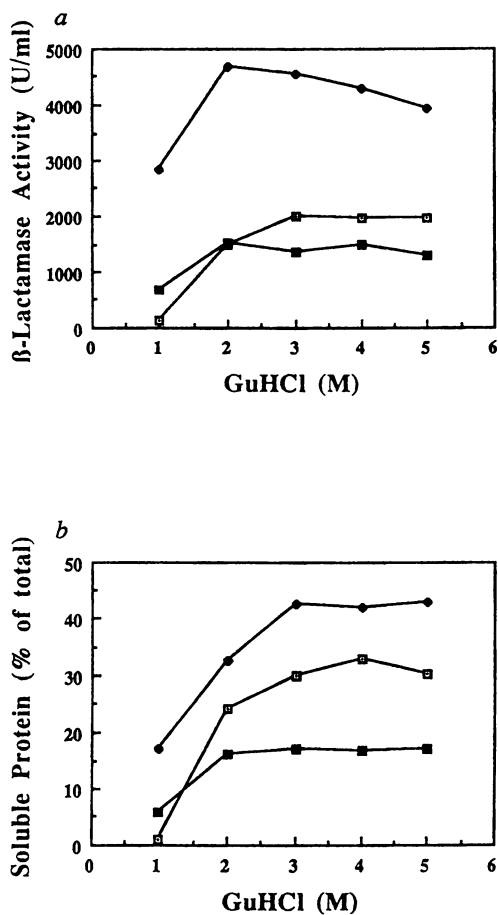 a
ß-Lactamase Activity (U/ml)
5000
4000
3000
2000
1000
0
0 1 2 3 4 5 6
GuHCl (M)
b
Soluble Protein (% of total)
50
40
30
20
10
0
0 1 2 3 4 5 6
GuHCl (M)